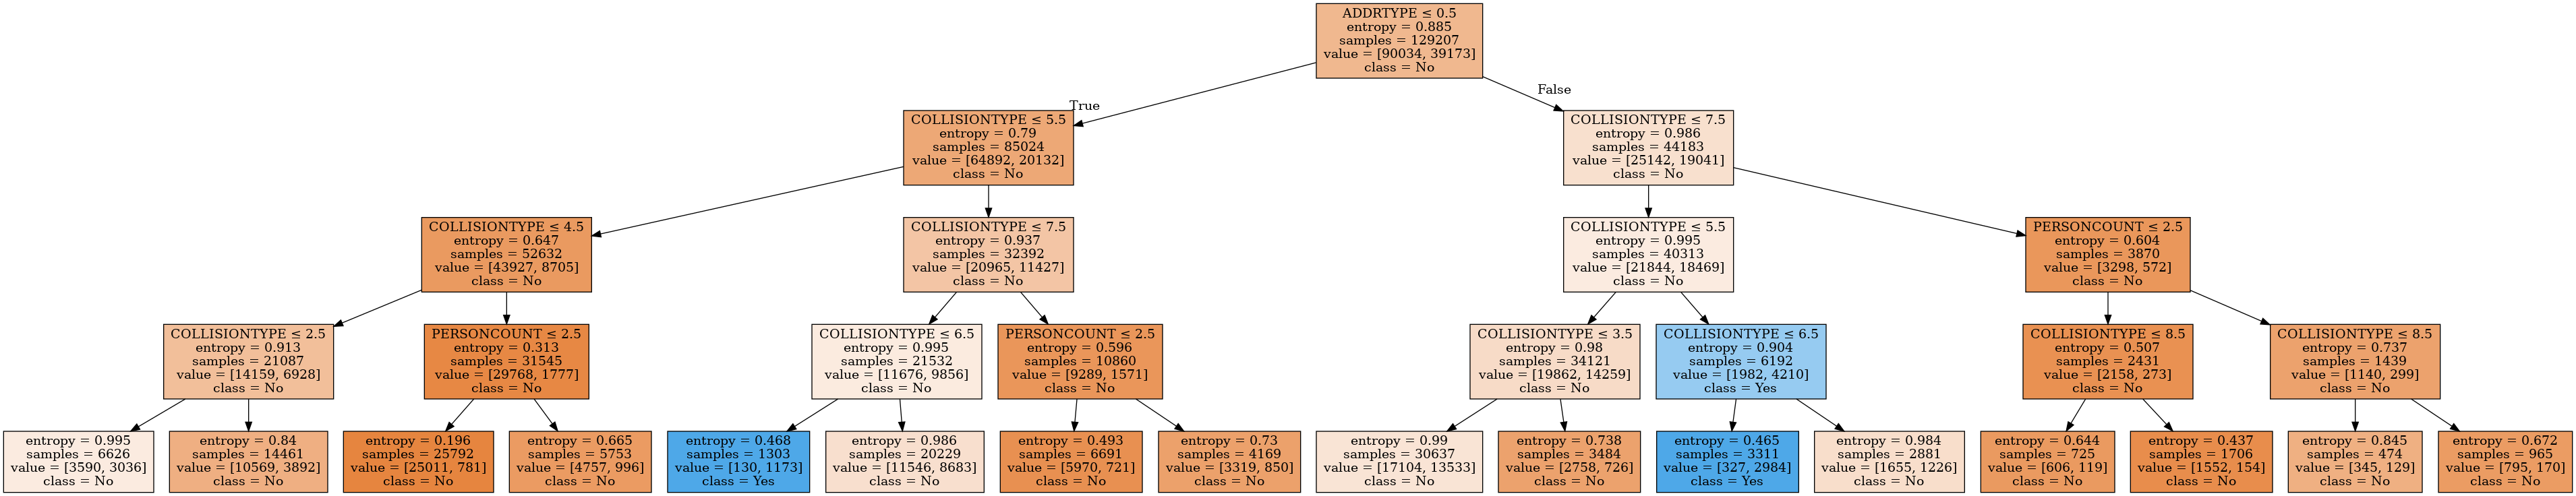 ADDRTYPE ≤ 0.5
entropy = 0.885
samples = 129207
value = [90034, 39173]
class = No
True
False
COLLISIONTYPE ≤ 5.5
entropy = 0.79
samples = 85024
value = [64892, 20132]
class = No
COLLISIONTYPE ≤ 7.5
entropy = 0.986
samples = 44183
value = [25142, 19041]
class = No
COLLISIONTYPE ≤ 4.5
entropy = 0.647
samples = 52632
value = [43927, 8705]
class = No
COLLISIONTYPE ≤ 7.5
entropy = 0.937
samples = 32392
value = [20965, 11427]
class = No
COLLISIONTYPE ≤ 5.5
entropy = 0.995
samples = 40313
value = [21844, 18469]
class = No
PERSONCOUNT ≤ 2.5
entropy = 0.604
samples = 3870
value = [3298, 572]
class = No
COLLISIONTYPE ≤ 2.5
entropy = 0.913
samples = 21087
value = [14159, 6928]
class = No
PERSONCOUNT ≤ 2.5
entropy = 0.313
samples = 31545
value = [29768, 1777]
class = No
COLLISIONTYPE ≤ 6.5
entropy = 0.995
samples = 21532
value = [11676, 9856]
class = No
PERSONCOUNT ≤ 2.5
entropy = 0.596
samples = 10860
value = [9289, 1571]
class = No
COLLISIONTYPE ≤ 3.5
entropy = 0.98
samples = 34121
value = [19862, 14259]
class = No
COLLISIONTYPE ≤ 6.5
entropy = 0.904
samples = 6192
value = [1982, 4210]
class = Yes
COLLISIONTYPE ≤ 8.5
entropy = 0.507
samples = 2431
value = [2158, 273]
class = No
COLLISIONTYPE ≤ 8.5
entropy = 0.737
samples = 1439
value = [1140, 299]
class = No
entropy = 0.995
samples = 6626
value = [3590, 3036]
class = No
entropy = 0.84
samples = 14461
value = [10569, 3892]
class = No
entropy = 0.196
samples = 25792
value = [25011, 781]
class = No
entropy = 0.665
samples = 5753
value = [4757, 996]
class = No
entropy = 0.468
samples = 1303
value = [130, 1173]
class = Yes
entropy = 0.986
samples = 20229
value = [11546, 8683]
class = No
entropy = 0.493
samples = 6691
value = [5970, 721]
class = No
entropy = 0.73
samples = 4169
value = [3319, 850]
class = No
entropy = 0.99
samples = 30637
value = [17104, 13533]
class = No
entropy = 0.738
samples = 3484
value = [2758, 726]
class = No
entropy = 0.465
samples = 3311
value = [327, 2984]
class = Yes
entropy = 0.984
samples = 2881
value = [1655, 1226]
class = No
entropy = 0.644
samples = 725
value = [606, 119]
class = No
entropy = 0.437
samples = 1706
value = [1552, 154]
class = No
entropy = 0.845
samples = 474
value = [345, 129]
class = No
entropy = 0.672
samples = 965
value = [795, 170]
class = No